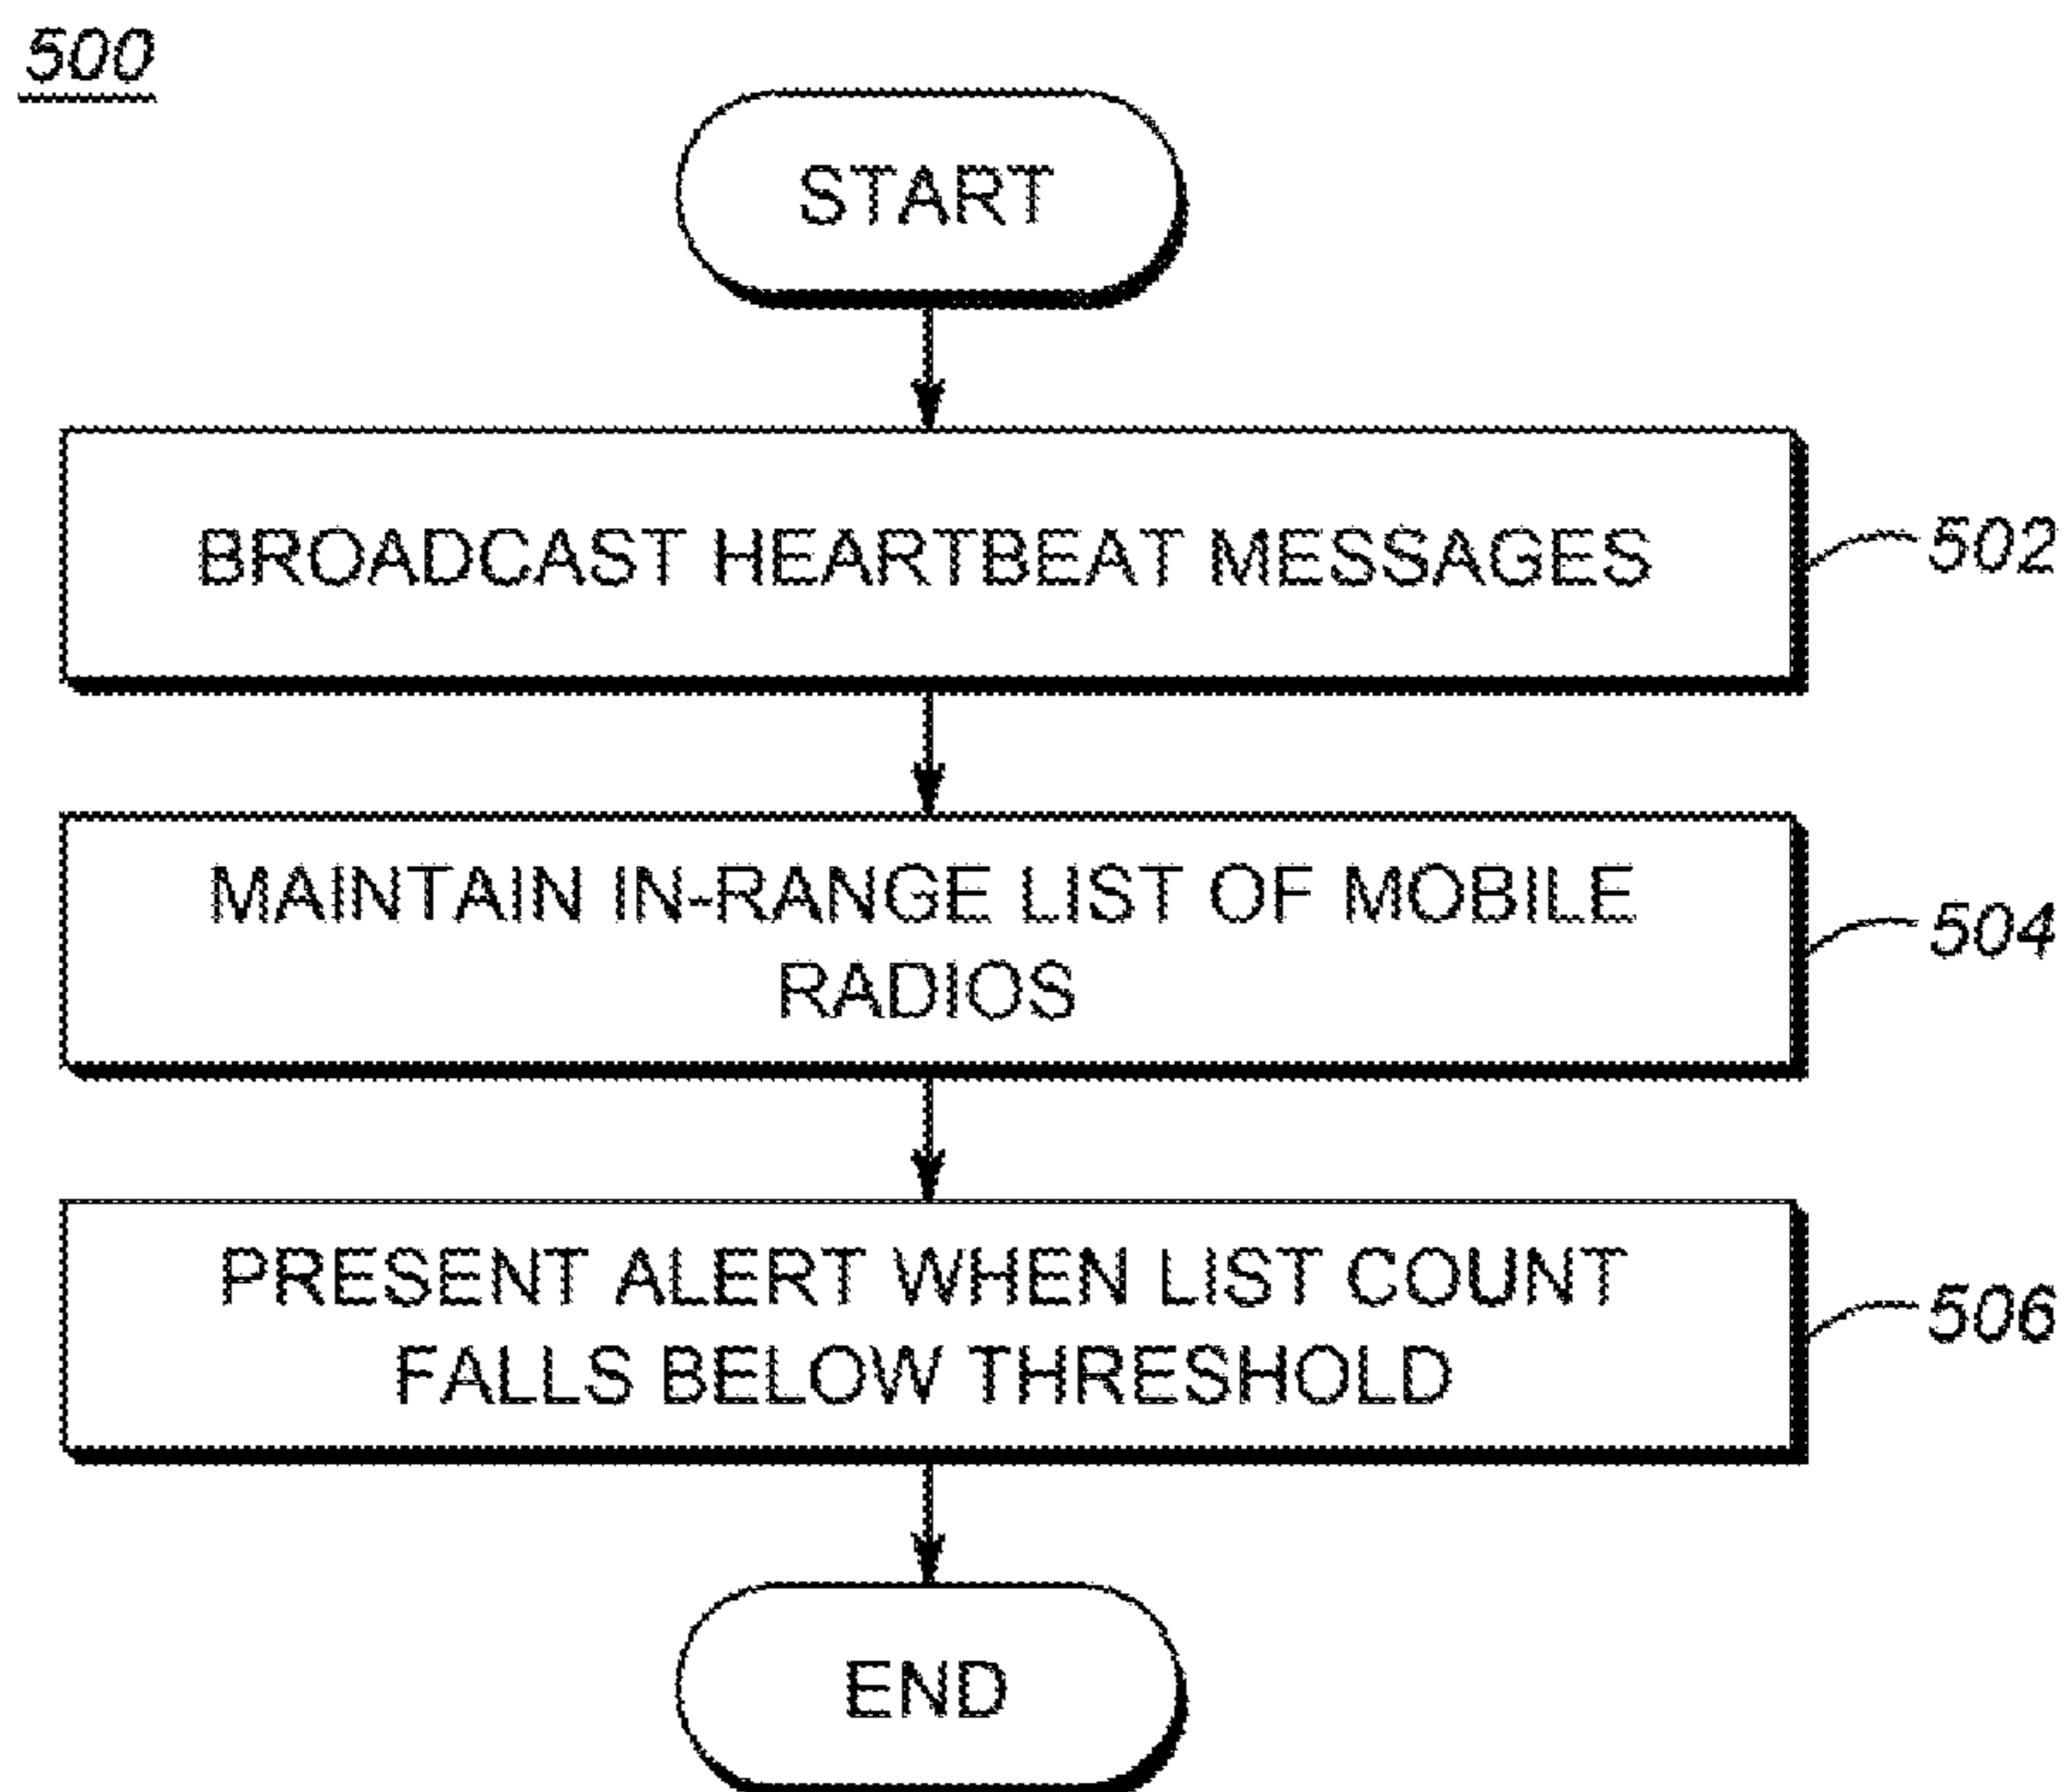 500
START
BROADCAST HEARTBEAT MESSAGES
502
MAINTAIN IN-RANGE LIST OF MOBILE
RADIOS
504
PRESENT ALERT WHEN LIST COUNT
FALLS BELOW THRESHOLD
506
END